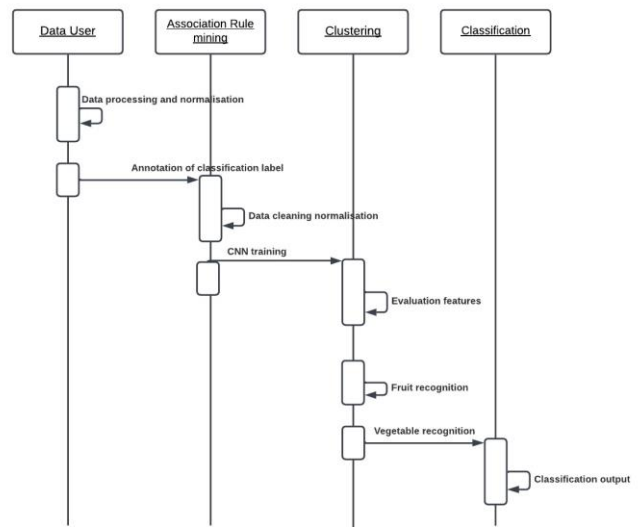 Data User
Association Rule
mining
Clustering
Classification
Data processing and normalisation
Annotation of classification label
Data cleaning normalisation
CNN training
Evaluation features
Fruit recognition
Vegetable recognition
Classification output